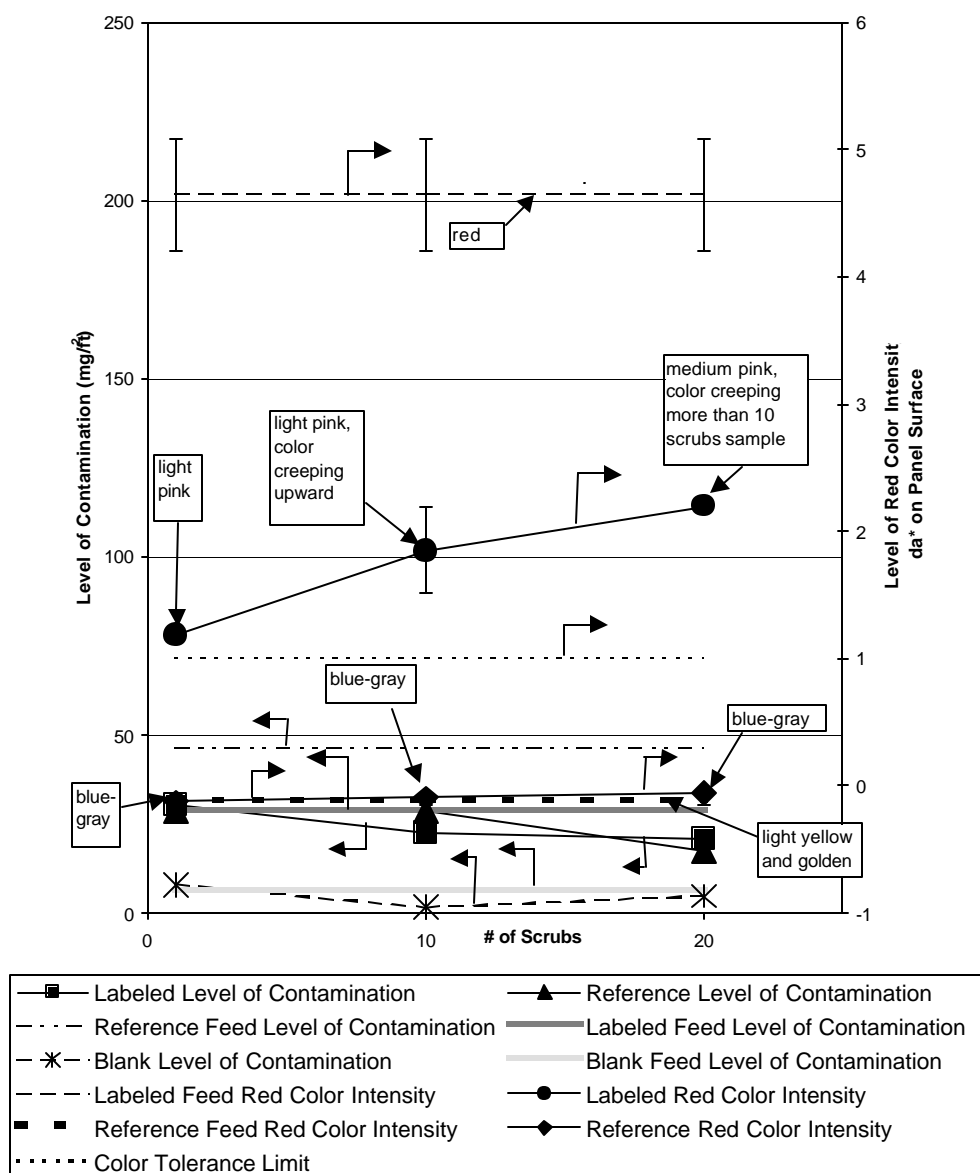 250
200
150
100
50
0
Level of Contamination (mg/ft2)
6
5
4
3
2
1
0
-1
Level of Red Color Intensit
da* on Panel Surface
0
10
20
# of Scrubs
red
light
pink
light pink,
color
creeping
upward
medium pink,
color creeping
more than 10
scrubs sample
blue-gray
blue-gray
blue-
gray
light yellow
and golden
Labeled Level of Contamination
Reference Level of Contamination
Reference Feed Level of Contamination
Labeled Feed Level of Contamination
Blank Level of Contamination
Blank Feed Level of Contamination
Labeled Feed Red Color Intensity
Labeled Red Color Intensity
Reference Feed Red Color Intensity
Reference Red Color Intensity
Color Tolerance Limit